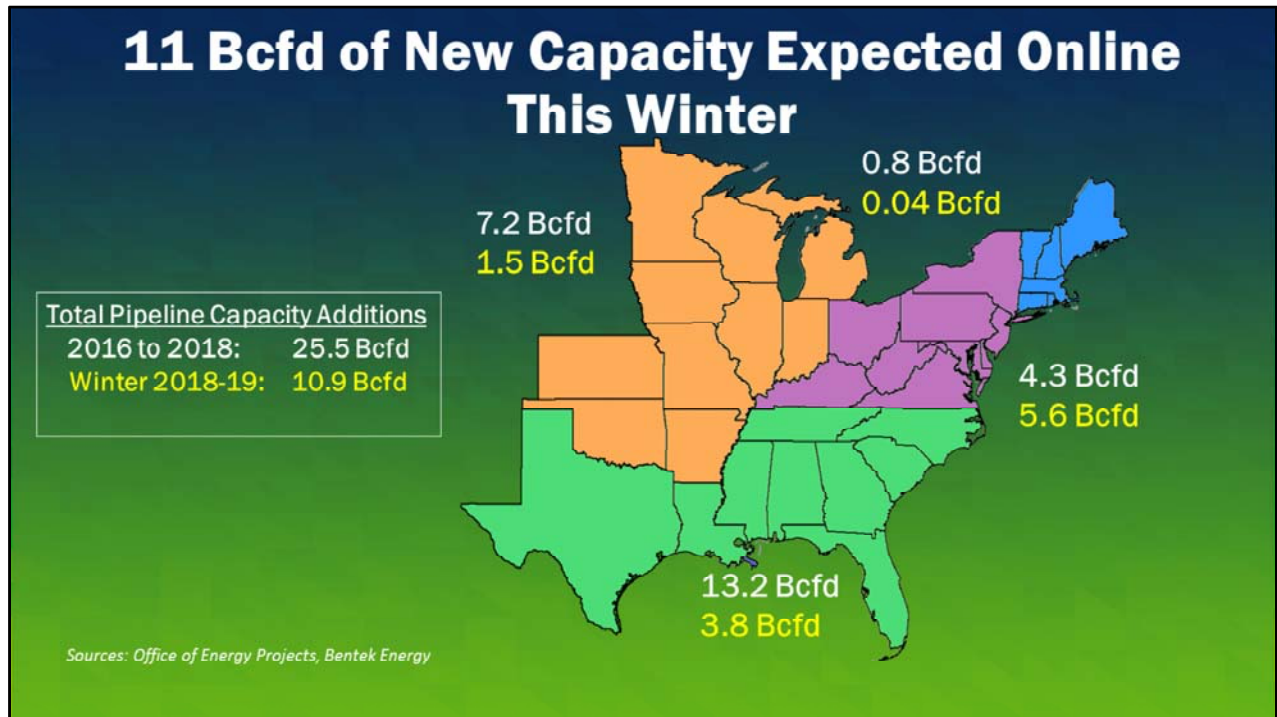 11 Bcfd of New Capacity Expected Online
This Winter
0.8 Bcfd
0.04 Bcfd
7.2 Bcfd
1.5 Bcfd
Total Pipeline Capacity Additions
2016 to 2018: 25.5 Bcfd
Winter 2018-19: 10.9 Bcfd
4.3 Bcfd
5.6 Bcfd
13.2 Bcfd
3.8 Bcfd
Sources: Office of Energy Projects, Bentek Energy